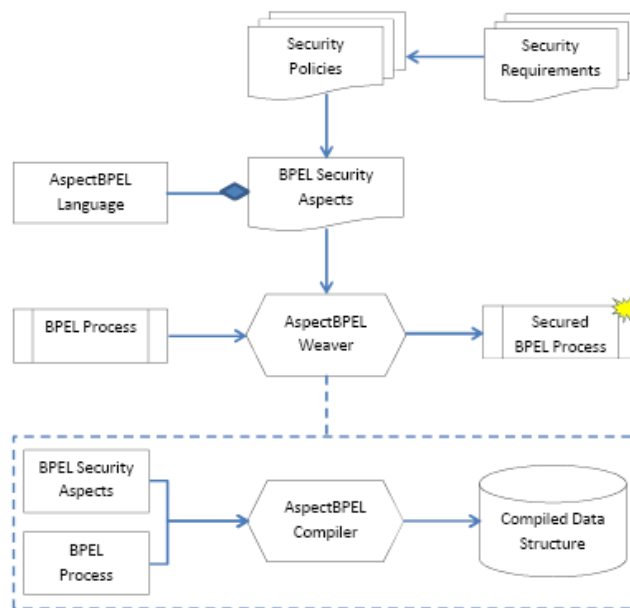 Security
Policies
Security
Requirements
AspectBPEL
Language
BPEL Security
Aspects
BPEL Process
AspectBPEL
Weaver
Secured
BPEL Process
BPEL Security
Aspects
BPEL
Process
AspectBPEL
Compiler
Compiled Data
Structure